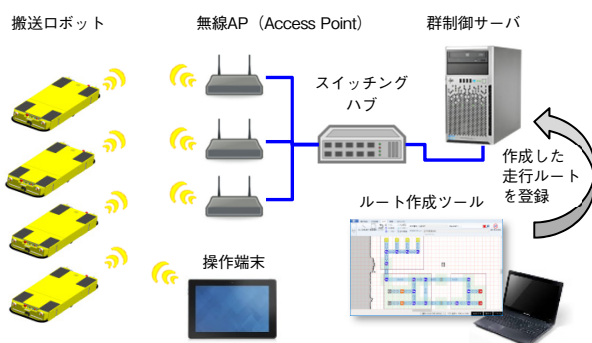 搬送ロボット
無線AP(Access Point)
群制御サーバ
スイッチング
ハブ
作成した
走行ルート
を登録
ルート作成ツール
操作端末